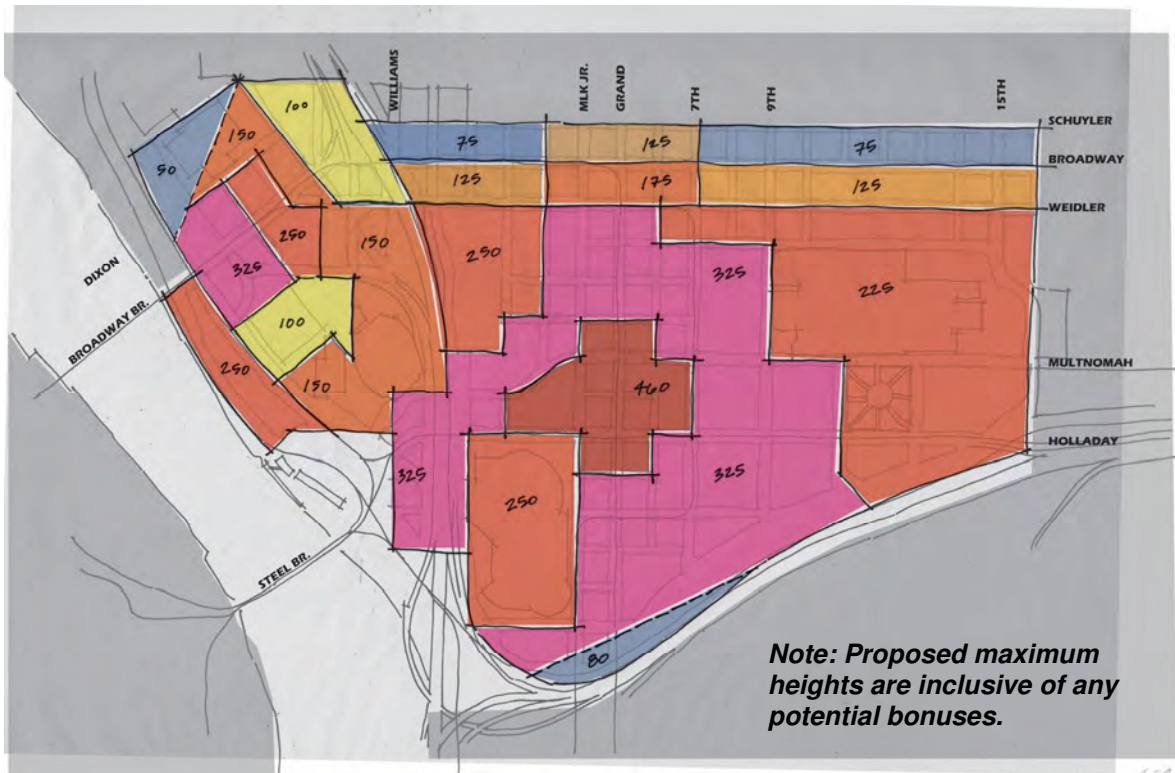 WILLIAMS
MLK JR.
GRAND
7TH
9TH
15TH
SCHUYLER
BROADWAY
WEIDLER
MULTNOMAH
HOLLADAY
DIXON
BROADWAY BR.
STEEL BR.
100
150
50
75
125
75
125
175
125
250
150
250
325
325
225
100
250
150
460
325
325
250
80
Note: Proposed maximum
heights are inclusive of any
potential bonuses.